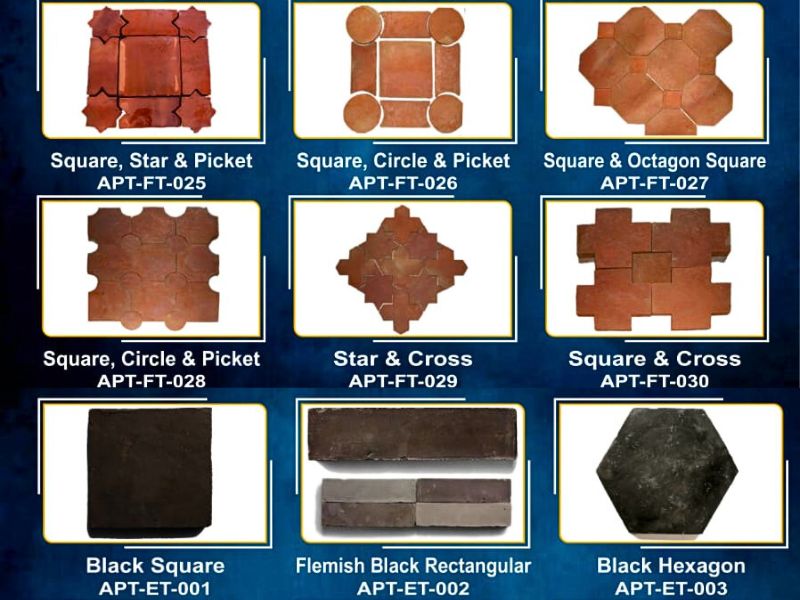 Square, Star & Picket
APT-FT-025
Square, Circle & Picket
APT-FT-026
Square & Octagon Square
APT-FT-027
Square, Circle & Picket
APT-FT-028
Star & Cross
APT-FT-029
Square & Cross
APT-FT-030
Black Square
APT-ET-001
Flemish Black Rectangular
APT-ET-002
Black Hexagon
APT-ET-003